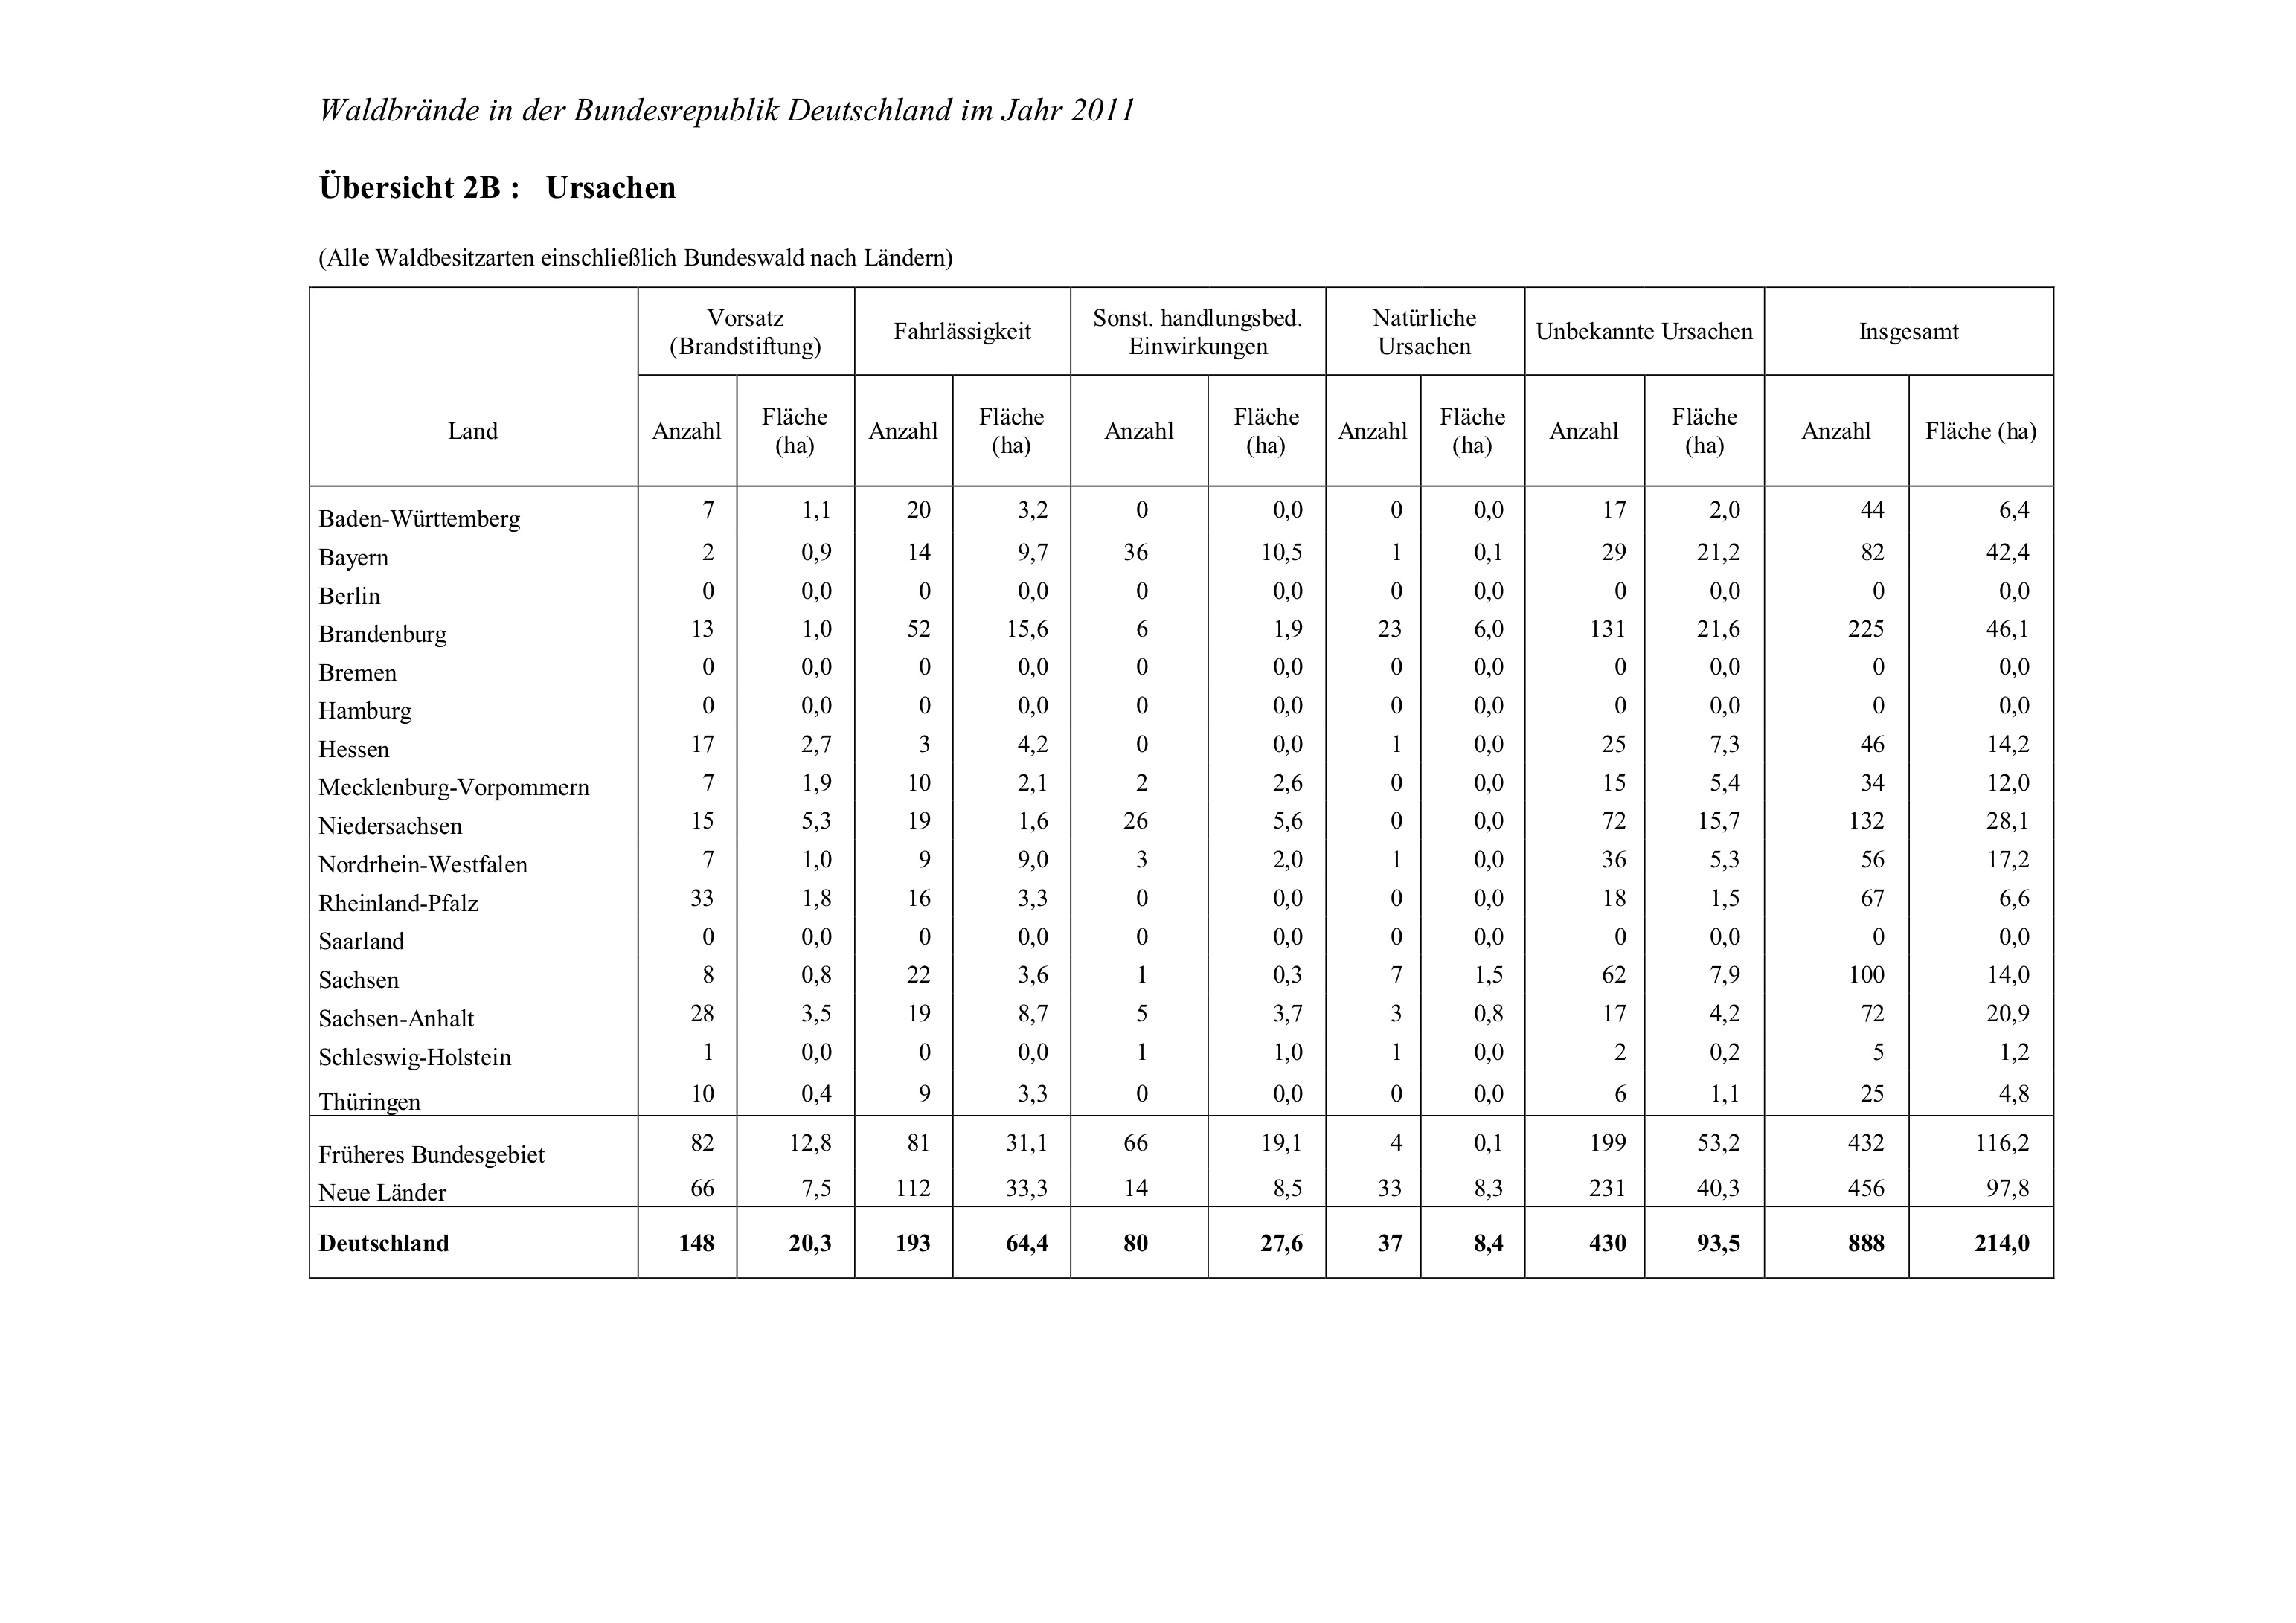 Waldbrände in der Bundesrepublik Deutschland im Jahr 2011
Übersicht 2B : Ursachen
(Alle Waldbesitzarten einschließlich Bundeswald nach Ländern)
Land
Vorsatz
(Brandstiftung)
Fahrlässigkeit
Sonst. handlungsbed.
Einwirkungen
Natürliche
Ursachen
Unbekannte Ursachen
Insgesamt
Anzahl
Fläche
(ha)
Anzahl
Fläche
(ha)
Anzahl
Fläche
(ha)
Anzahl
Fläche
(ha)
Anzahl
Fläche
(ha)
Anzahl
Fläche (ha)
Baden-Württemberg 7 1,1 20 3,2 0 0,0 0 0,0 17 2,0 44 6,4
Bayern 2 0,9 14 9,7 36 10,5 1 0,1 29 21,2 82 42,4
Berlin 0 0,0 0 0,0 0 0,0 0 0,0 0 0,0 0 0,0
Brandenburg 13 1,0 52 15,6 6 1,9 23 6,0 131 21,6 225 46,1
Bremen 0 0,0 0 0,0 0 0,0 0 0,0 0 0,0 0 0,0
Hamburg 0 0,0 0 0,0 0 0,0 0 0,0 0 0,0 0 0,0
Hessen 17 2,7 3 4,2 0 0,0 1 0,0 25 7,3 46 14,2
Mecklenburg-Vorpommern 7 1,9 10 2,1 2 2,6 0 0,0 15 5,4 34 12,0
Niedersachsen 15 5,3 19 1,6 26 5,6 0 0,0 72 15,7 132 28,1
Nordrhein-Westfalen 7 1,0 9 9,0 3 2,0 1 0,0 36 5,3 56 17,2
Rheinland-Pfalz 33 1,8 16 3,3 0 0,0 0 0,0 18 1,5 67 6,6
Saarland 0 0,0 0 0,0 0 0,0 0 0,0 0 0,0 0 0,0
Sachsen 8 0,8 22 3,6 1 0,3 7 1,5 62 7,9 100 14,0
Sachsen-Anhalt 28 3,5 19 8,7 5 3,7 3 0,8 17 4,2 72 20,9
Schleswig-Holstein 1 0,0 0 0,0 1 1,0 1 0,0 2 0,2 5 1,2
Thüringen 10 0,4 9 3,3 0 0,0 0 0,0 6 1,1 25 4,8
Früheres Bundesgebiet 82 12,8 81 31,1 66 19,1 4 0,1 199 53,2 432 116,2
Neue Länder 66 7,5 112 33,3 14 8,5 33 8,3 231 40,3 456 97,8
Deutschland 148 20,3 193 64,4 80 27,6 37 8,4 430 93,5 888 214,0